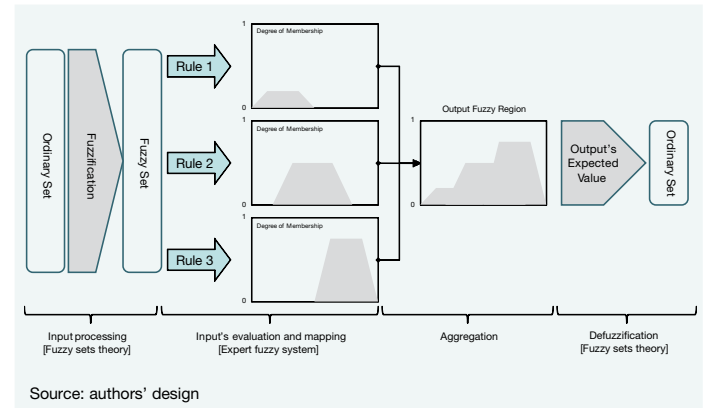 Ordinary Set
Fuzzification
Fuzzy Set
Rule 1
1
Degree of Membership
0
Rule 2
1
Degree of Membership
0
Rule 3
1
Degree of Membership
0
Output Fuzzy Region
1
0
Output's
Expected
Value
Ordinary Set
Input processing
[Fuzzy sets theory]
Input's evaluation and mapping
[Expert fuzzy system]
Aggregation
Defuzzification
[Fuzzy sets theory]
Source: authors' design